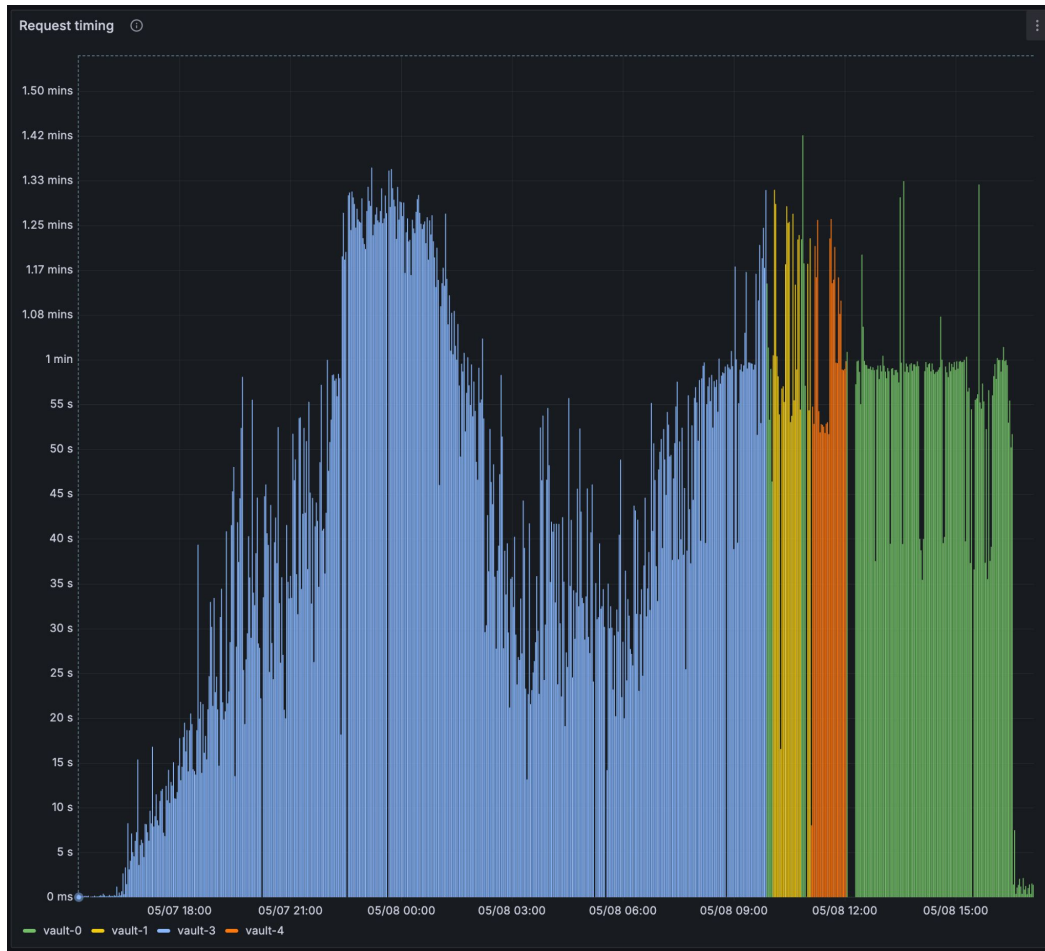 Request timing
1.50 mins
1.42 mins
1.33 mins
1.25 mins
1.17 mins
1.08 mins
1 min
55 s
50 s
45 s
40 s
35 s
30 s
25 s
20 s
15 s
10 s
5 s
0 ms
05/07 18:00 05/07 21:00 05/08 00:00 05/08 03:00 05/08 06:00 05/08 09:00 05/08 12:00 05/08 15:00
vault-0 vault-1 vault-3 vault-4